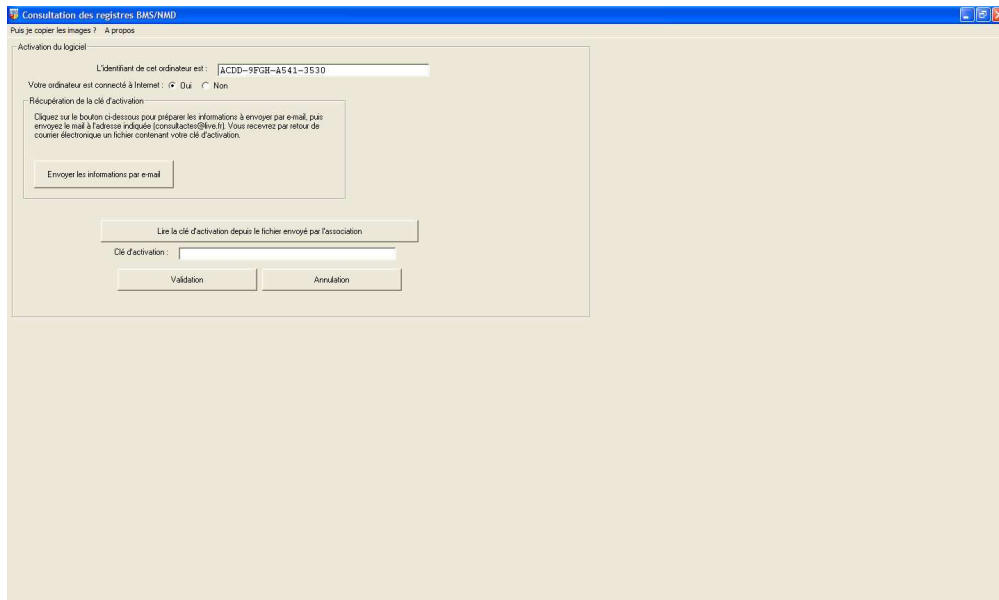 Consultation des registres BMS/NMD
Puis je copier les images ? A propos
Activation du logiciel
L'identifiant de cet ordinateur est : ACDD-9FGH-A541-3530
Votre ordinateur est connecté à Internet : Oui Non
Récupération de la clé d'activation
Cliquez sur le bouton ci-dessous pour préparer les informations à envoyer par e-mail, puis
envoyez le mail à l'adresse indiquée (consultactes@live.fr). Vous recevrez par retour de
courrier électronique un fichier contenant votre clé d'activation.
Envoyer les informations par e-mail
Lire la clé d'activation depuis le fichier envoyé par l'association
Clé d'activation :
Validation Annulation